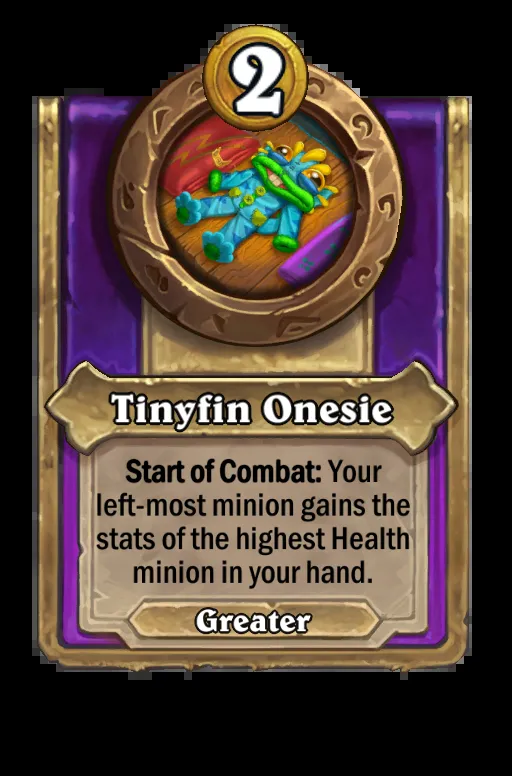 2
Tinyfin Onesie
Start of Combat: Your
left-most minion gains the
stats of the highest Health
minion in your hand.
Greater